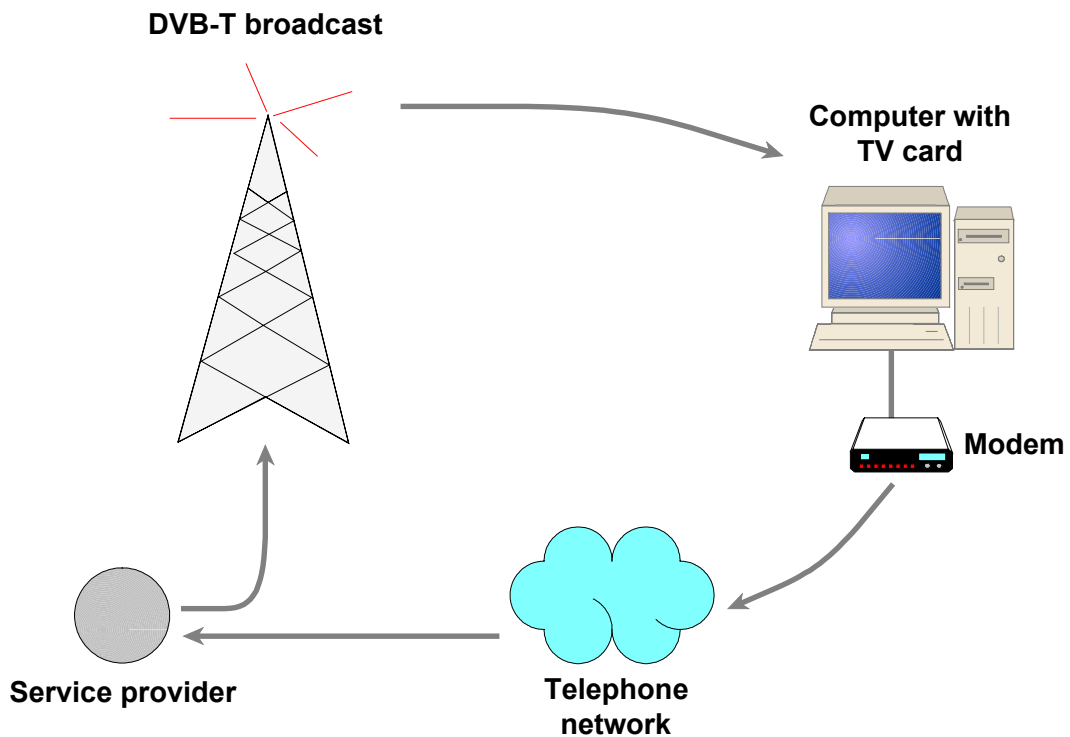 DVB-T broadcast
Computer with
TV card
Modem
Service provider
Telephone
network